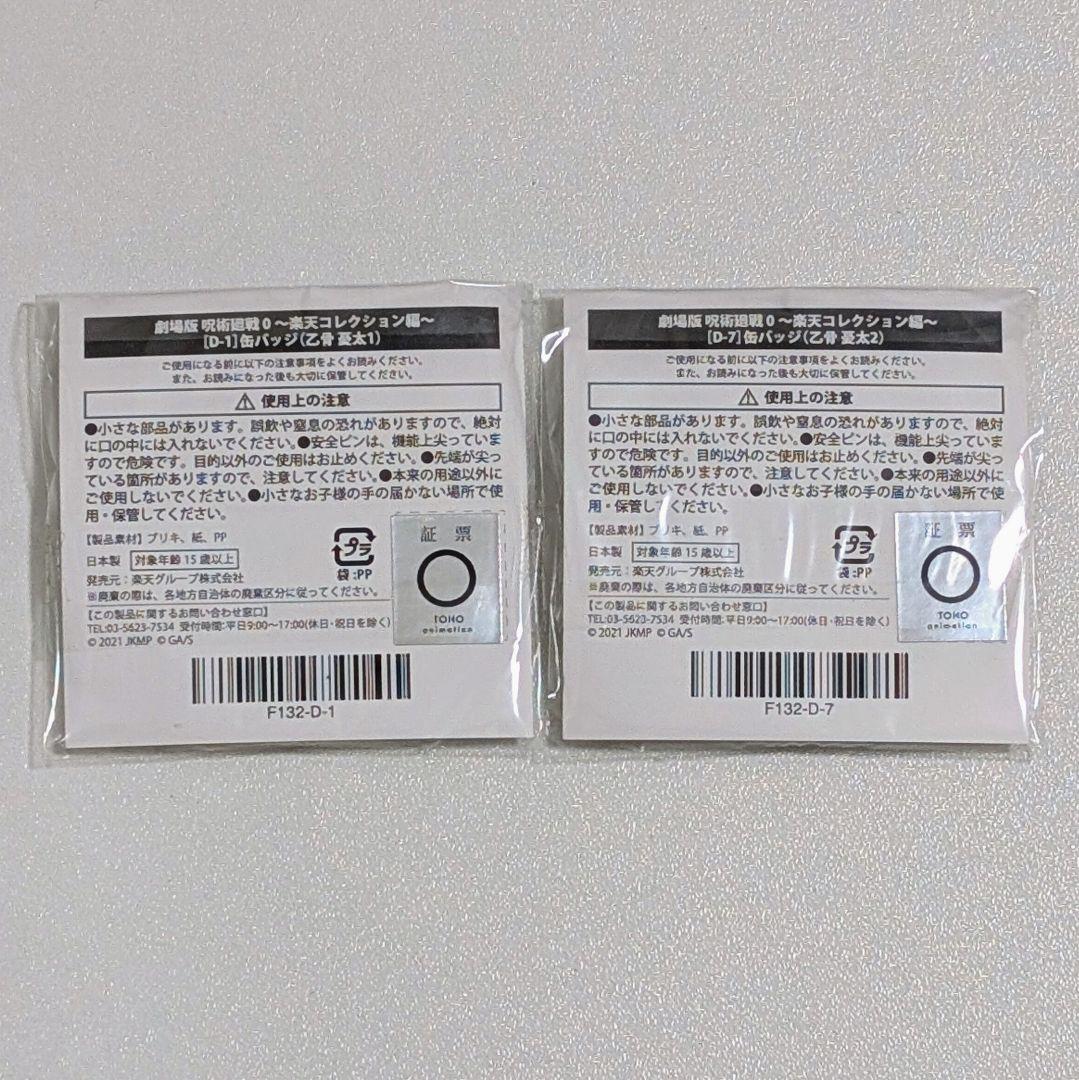 劇場版 呪術廻戦 0 ～楽天コレクション編～
[D-1]缶バッジ(乙骨 憂太1)
ご使用になる前に以下の注意事項をよくお読みください。
また、お読みになった後も大切に保管してください。
⚠ 使用上の注意
●小さな部品があります。誤飲や窒息の恐れがありますので、絶対
に口の中には入れないでください。●安全ピンは、機能上尖っていま
すので危険です。目的以外のご使用はお止めください。●先端が尖っ
ている箇所がありますので、注意してください。●本来の用途以外に
ご使用しないでください。●小さなお子様の手の届かない場所で使
用・保管してください。
【製品素材】ブリキ、紙、PP
日本製 対象年齢 15 歳以上
発売元：楽天グループ株式会社
※廃棄の際は、各地方自治体の廃棄区分に従ってください。
【この製品に関するお問い合わせ窓口】
TEL:03-5623-7534 受付時間:平日9:00〜17:00(休日・祝日を除く)
© 2021 JKMP © GA/S
プラ
袋:PP
証票
TOHO
animation
F132-D-1
劇場版 呪術廻戦 0 ～楽天コレクション編～
[D-7]缶バッジ(乙骨 憂太2)
ご使用になる前に以下の注意事項をよくお読みください。
また、お読みになった後も大切に保管してください。
⚠ 使用上の注意
●小さな部品があります。誤飲や窒息の恐れがありますので、絶対
に口の中には入れないでください。●安全ピンは、機能上尖っていま
すので危険です。目的以外のご使用はお止めください。●先端が尖っ
ている箇所がありますので、注意してください。●本来の用途以外に
ご使用しないでください。●小さなお子様の手の届かない場所で使
用・保管してください。
【製品素材】ブリキ、紙、PP
日本製 対象年齢 15 歳以上
発売元：楽天グループ株式会社
※廃棄の際は、各地方自治体の廃棄区分に従ってください。
【この製品に関するお問い合わせ窓口】
TEL:03-5623-7534 受付時間:平日9:00〜17:00(休日・祝日を除く)
© 2021 JKMP © GA/S
プラ
袋:PP
証票
TOHO
animation
F132-D-7